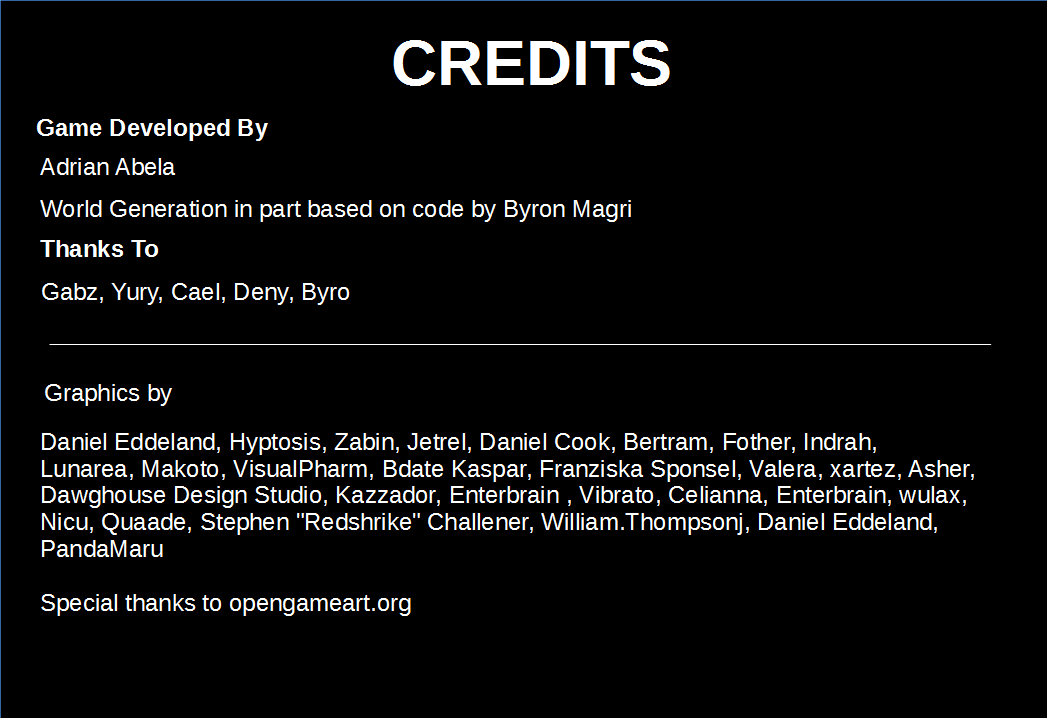 CREDITS
Game Developed By
Adrian Abela
World Generation in part based on code by Byron Magri
Thanks To
Gabz, Yury, Cael, Deny, Byro
Graphics by
Daniel Eddeland, Hyptosis, Zabin, Jetrel, Daniel Cook, Bertram, Fother, Indrah,
Lunarea, Makoto, VisualPharm, Bdate Kaspar, Franziska Sponsel, Valera, xartez, Asher,
Dawghouse Design Studio, Kazzador, Enterbrain , Vibrato, Celianna, Enterbrain, wulax,
Nicu, Quaade, Stephen "Redshrike" Challener, William.Thompsonj, Daniel Eddeland,
PandaMaru
Special thanks to opengameart.org